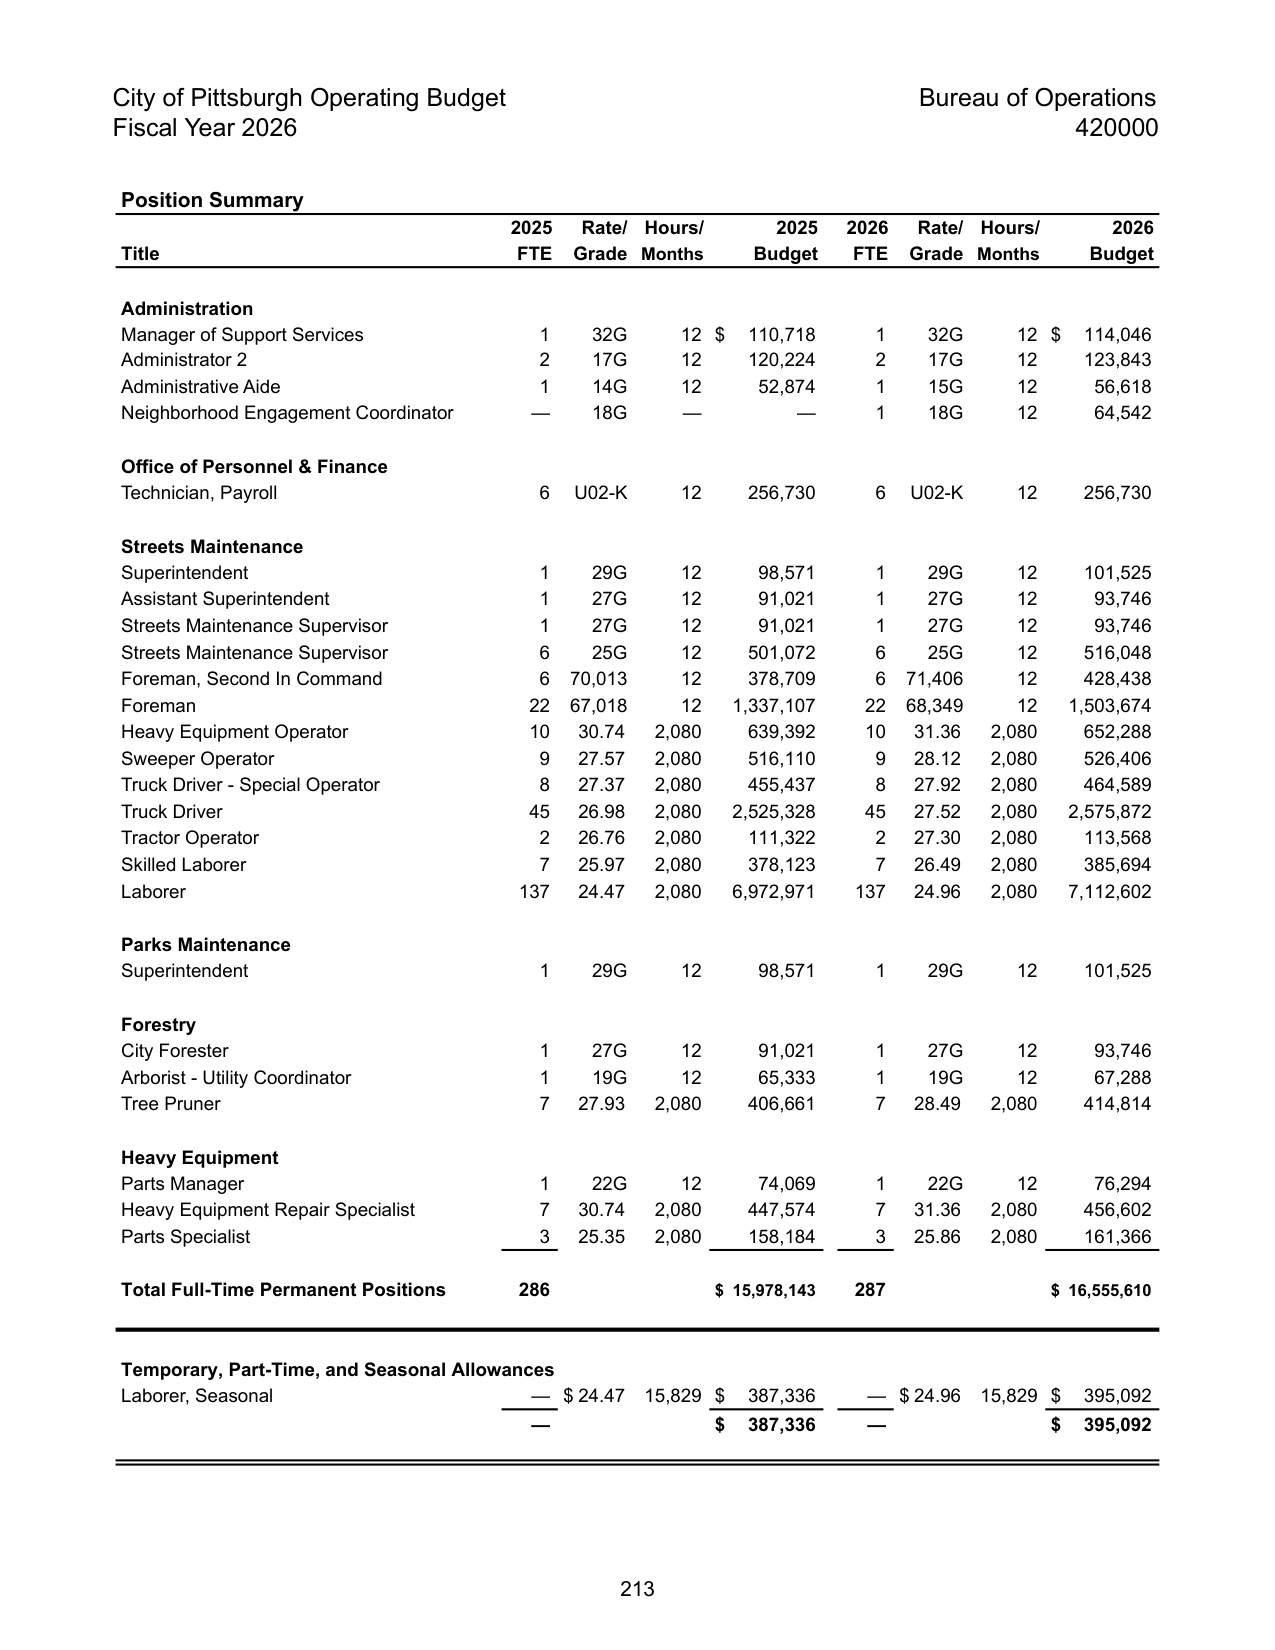 City of Pittsburgh Operating Budget Bureau of Operations
Fiscal Year 2026 420000
Position Summary
2025 Rate/ Hours/ 2025 2026 Rate/ Hours/ 2026
Title FTE Grade Months Budget FTE Grade Months Budget
Administration
Manager of Support Services 1 32G 12 $ 110,718 1 32G 12 $ 114,046
Administrator 2 2 17G 12 120,224 2 17G 12 123,843
Administrative Aide 1 14G 12 52,874 1 15G 12 56,618
Neighborhood Engagement Coordinator — 18G — — 1 18G 12 64,542
Office of Personnel & Finance
Technician, Payroll 6 U02-K 12 256,730 6 U02-K 12 256,730
Streets Maintenance
Superintendent 1 29G 12 98,571 1 29G 12 101,525
Assistant Superintendent 1 27G 12 91,021 1 27G 12 93,746
Streets Maintenance Supervisor 1 27G 12 91,021 1 27G 12 93,746
Streets Maintenance Supervisor 6 25G 12 501,072 6 25G 12 516,048
Foreman, Second In Command 6 70,013 12 378,709 6 71,406 12 428,438
Foreman 22 67,018 12 1,337,107 22 68,349 12 1,503,674
Heavy Equipment Operator 10 30.74 2,080 639,392 10 31.36 2,080 652,288
Sweeper Operator 9 27.57 2,080 516,110 9 28.12 2,080 526,406
Truck Driver - Special Operator 8 27.37 2,080 455,437 8 27.92 2,080 464,589
Truck Driver 45 26.98 2,080 2,525,328 45 27.52 2,080 2,575,872
Tractor Operator 2 26.76 2,080 111,322 2 27.30 2,080 113,568
Skilled Laborer 7 25.97 2,080 378,123 7 26.49 2,080 385,694
Laborer 137 24.47 2,080 6,972,971 137 24.96 2,080 7,112,602
Parks Maintenance
Superintendent 1 29G 12 98,571 1 29G 12 101,525
Forestry
City Forester 1 27G 12 91,021 1 27G 12 93,746
Arborist - Utility Coordinator 1 19G 12 65,333 1 19G 12 67,288
Tree Pruner 7 27.93 2,080 406,661 7 28.49 2,080 414,814
Heavy Equipment
Parts Manager 1 22G 12 74,069 1 22G 12 76,294
Heavy Equipment Repair Specialist 7 30.74 2,080 447,574 7 31.36 2,080 456,602
Parts Specialist 3 25.35 2,080 158,184 3 25.86 2,080 161,366
Total Full-Time Permanent Positions 286 $ 15,978,143 287 $ 16,555,610
Temporary, Part-Time, and Seasonal Allowances
Laborer, Seasonal — $ 24.47 15,829 $ 387,336 — $ 24.96 15,829 $ 395,092
— $ 387,336 — $ 395,092
213